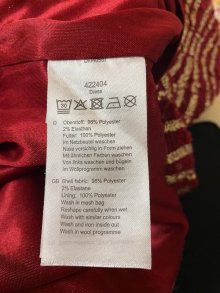 422404
Dress
30
D Oberstoff: 98% Polyester
2% Elasthan
Futter: 100% Polyester
Im Netzbeutel waschen
Nass vorsichtig in Form ziehen
Mit ähnlichen Farben waschen
Von links waschen und bügeln
im Wollprogramm waschen
GB Shell fabric: 98% Polyester
2% Elastane
Lining: 100% Polyester
Wash in mash bag
Reshape carefully when wet
Wash with similar colours
Wash and iron inside out
Wash in wool programme